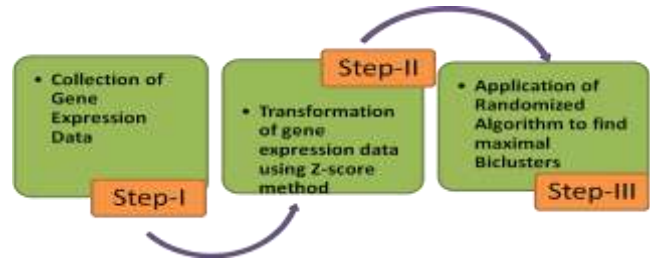 • Collection of
Gene
Expression
Data
Step-I
Step-II
• Transformation
of gene
expression data
using Z-score
method
• Application of
Randomized
Algorithm to find
maximal
Biclusters
Step-III